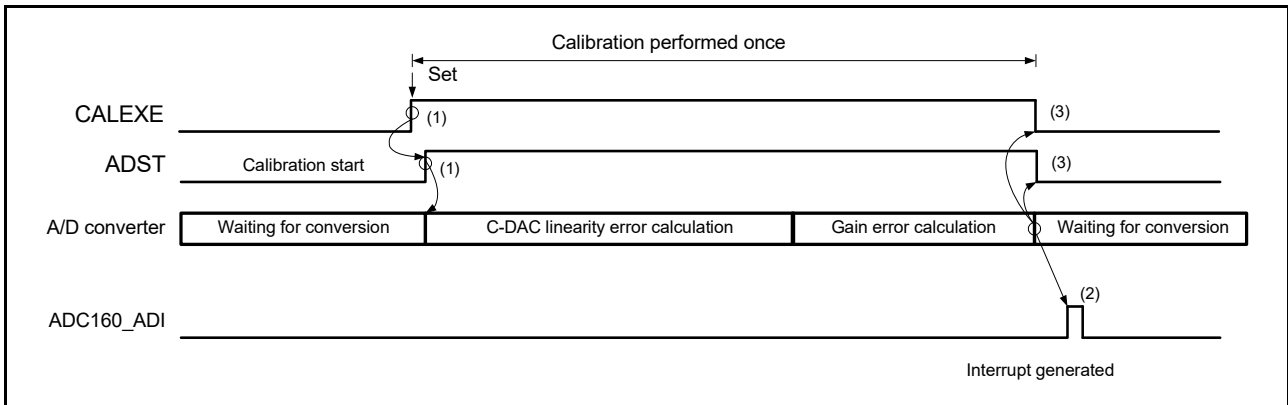 Calibration performed once
Set
CALEXE
(1)
(3)
ADST
Calibration start
(1)
(3)
A/D converter
Waiting for conversion
C-DAC linearity error calculation
Gain error calculation
Waiting for conversion
(2)
ADC160_ADI
Interrupt generated